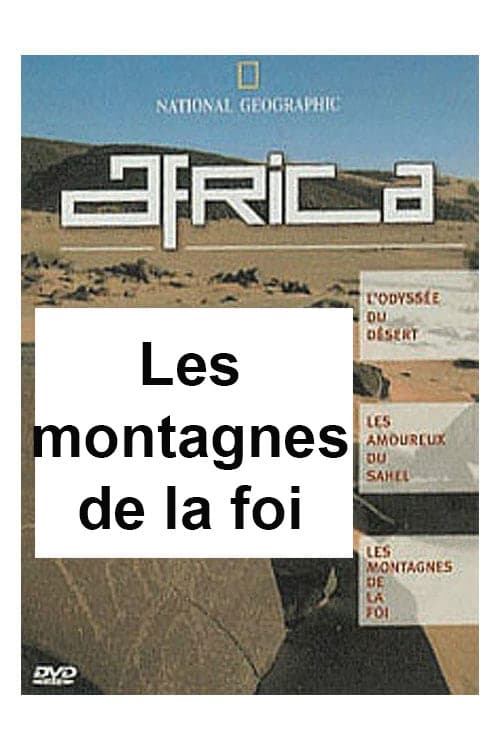 NATIONAL GEOGRAPHIC
africa
L'ODYSSÉE
DU
DÉSERT
Les
montagnes
de la foi
LES
AMOUREUX
DU
SAHEL
LES
MONTAGNES
DE
LA
FOI
DVD